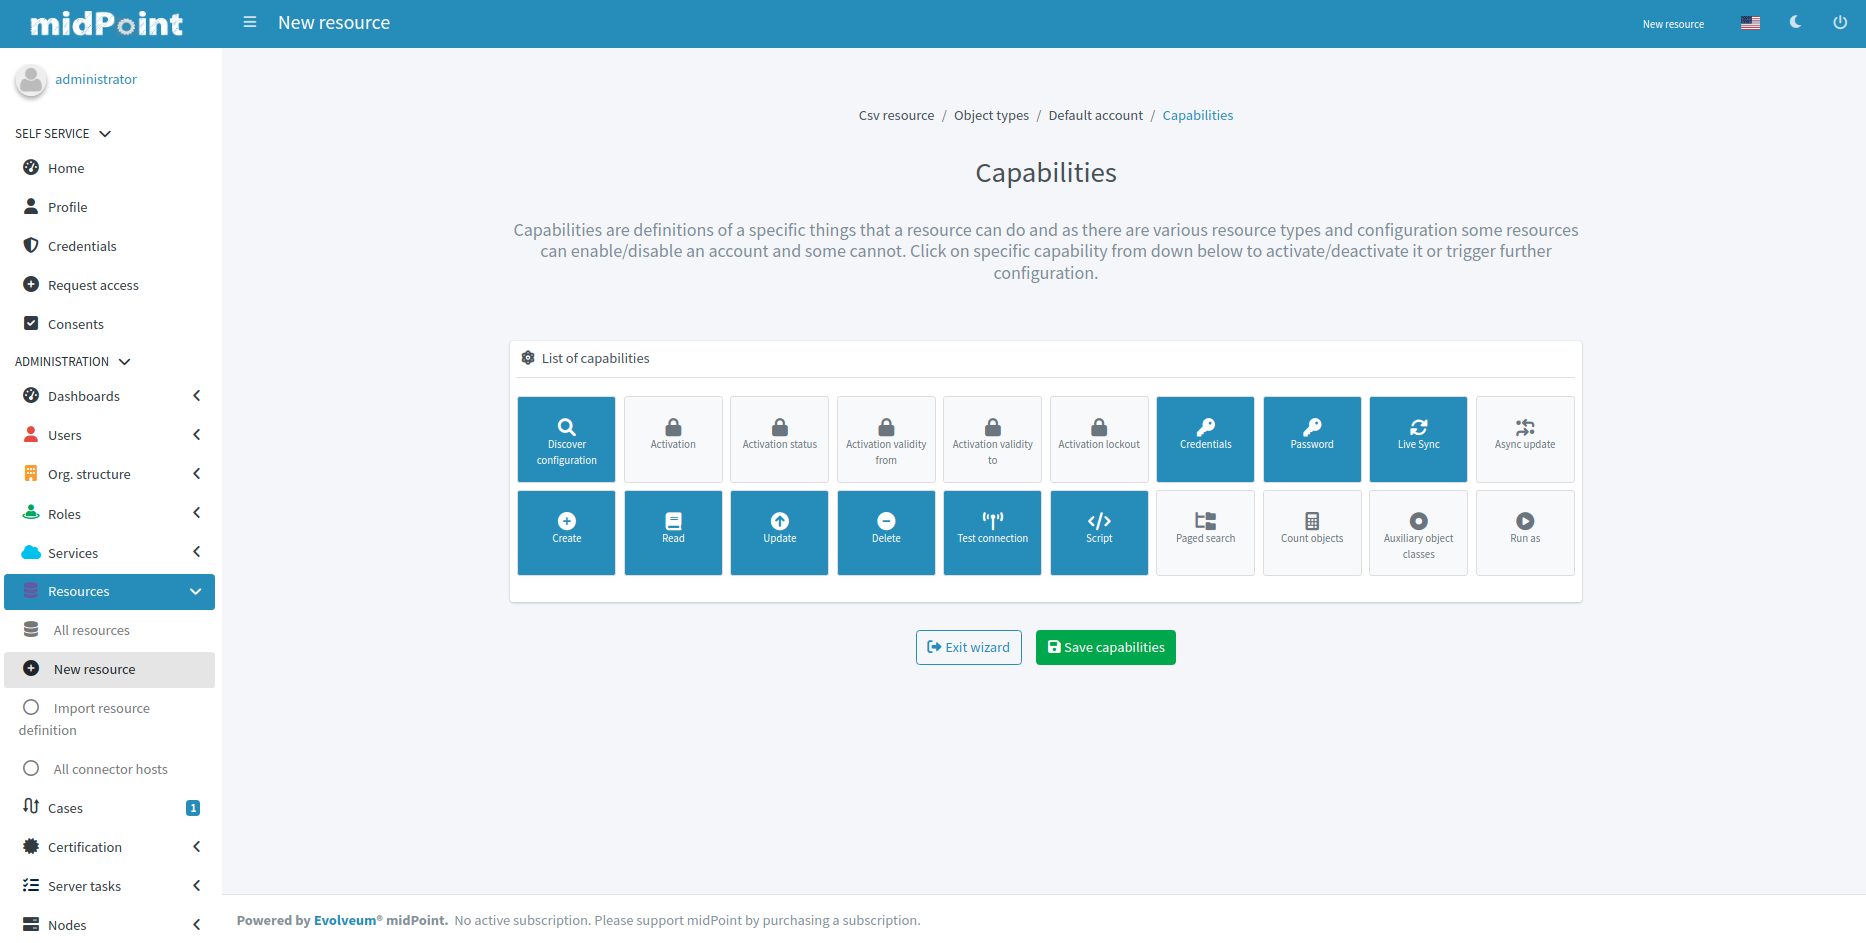 midPoint
New resource
New resource
administrator
SELF SERVICE
Home
Profile
Credentials
Request access
Consents
ADMINISTRATION
Dashboards
Users
Org. structure
Roles
Services
Resources
All resources
New resource
Import resource
definition
All connector hosts
Cases
1
Certification
Server tasks
Nodes
Csv resource / Object types / Default account / Capabilities
Capabilities
Capabilities are definitions of a specific things that a resource can do and as there are various resource types and configuration some resources
can enable/disable an account and some cannot. Click on specific capability from down below to activate/deactivate it or trigger further
configuration.
List of capabilities
Discover
configuration
Activation
Activation status
Activation validity
from
Activation validity
to
Activation lockout
Credentials
Password
Live Sync
Async update
Create
Read
Update
Delete
Test connection
Script
Paged search
Count objects
Auxiliary object
classes
Run as
Exit wizard
Save capabilities
Powered by Evolveum® midPoint. No active subscription. Please support midPoint by purchasing a subscription.